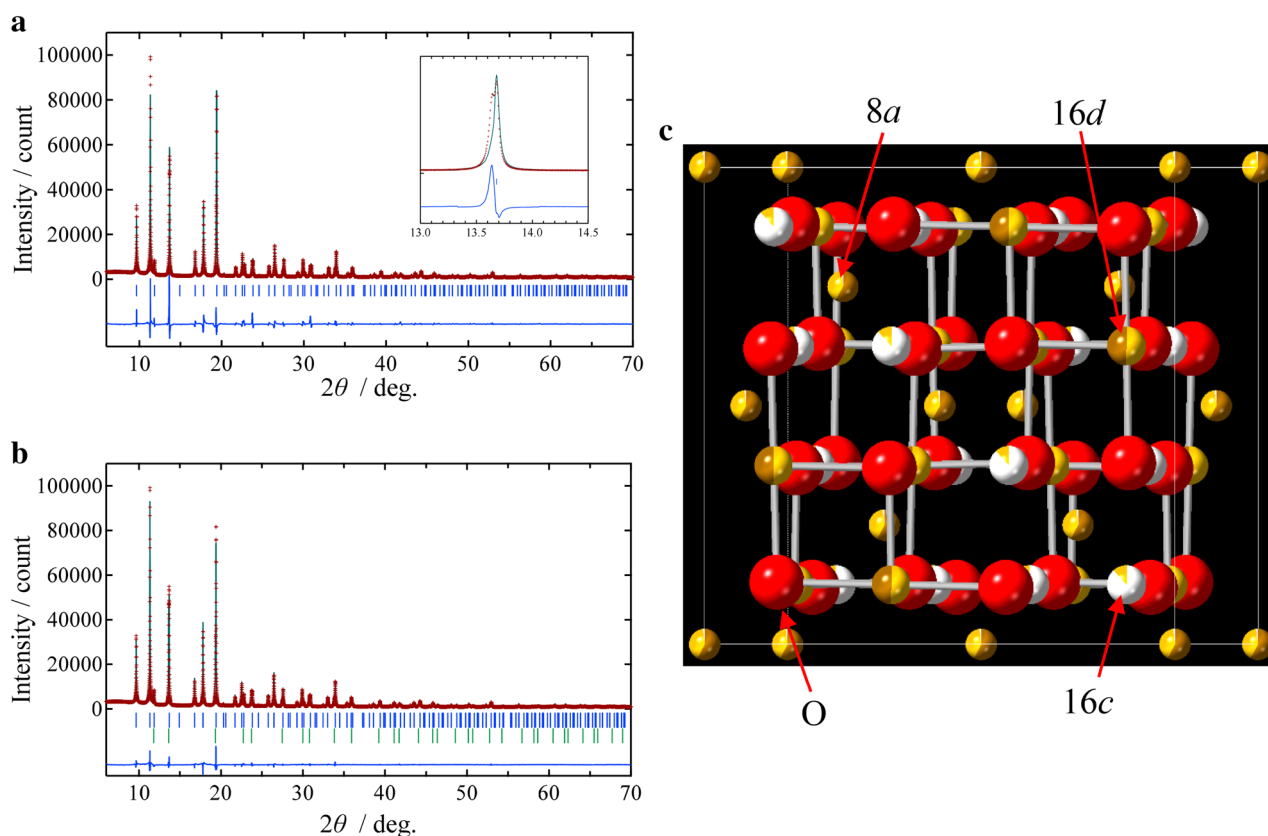 a
Intensity / count
100000
80000
60000
40000
20000
0
13.0 13.5 14.0 14.5
10 20 30 40 50 60 70
2θ / deg.
b
Intensity / count
100000
80000
60000
40000
20000
0
10 20 30 40 50 60 70
2θ / deg.
c
8a
16d
O
16c